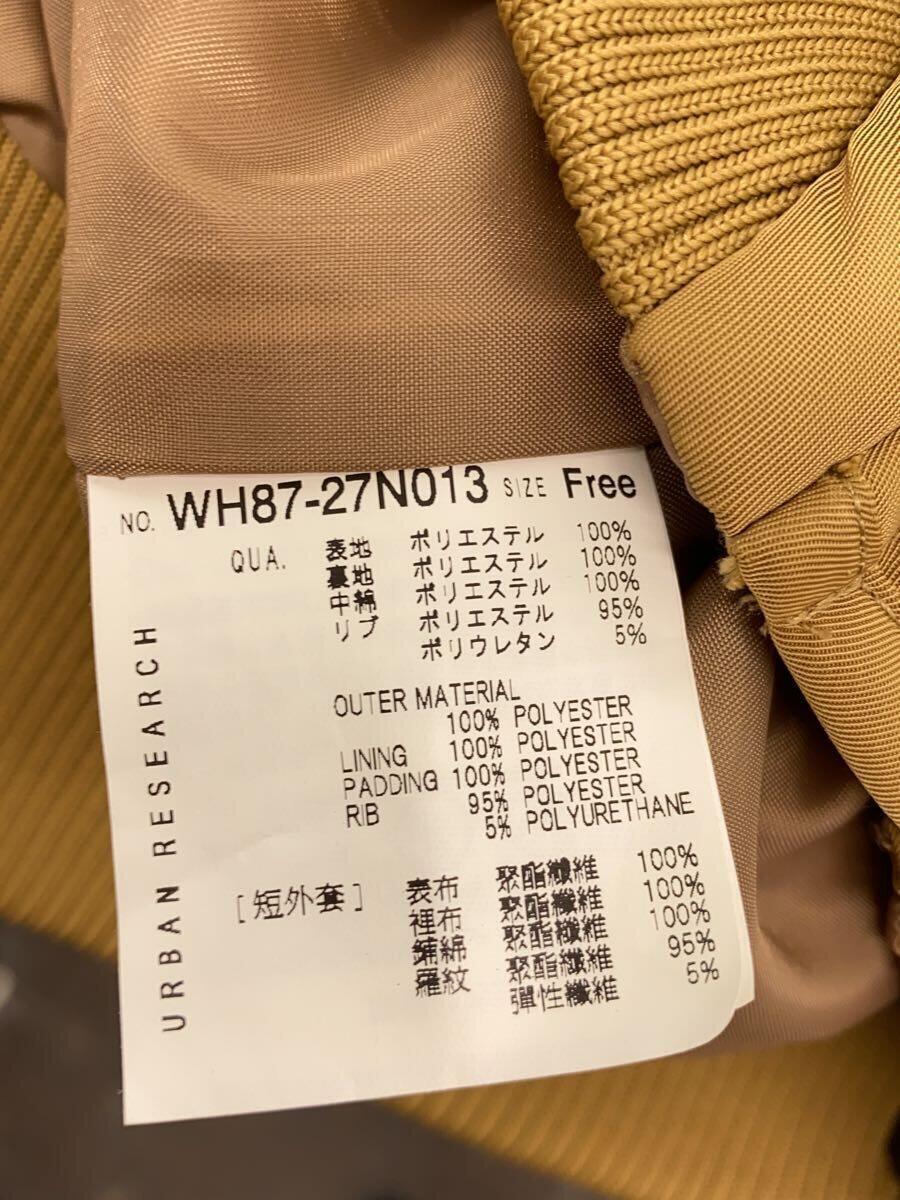 NO. WH87-27N013 SIZE Free
QUA. 表地 ポリエステル 100%
裏地 ポリエステル 100%
中綿 ポリエステル 100%
リブ ポリエステル 95%
ポリウレタン 5%
OUTER MATERIAL
100% POLYESTER
LINING 100% POLYESTER
PADDING 100% POLYESTER
RIB 95% POLYESTER
5% POLYURETHANE
[短外套] 表布 聚酯纖維 100%
裡布 聚酯纖維 100%
鋪綿 聚酯纖維 100%
羅紋 聚酯纖維 95%
彈性纖維 5%
URBAN RESEARCH